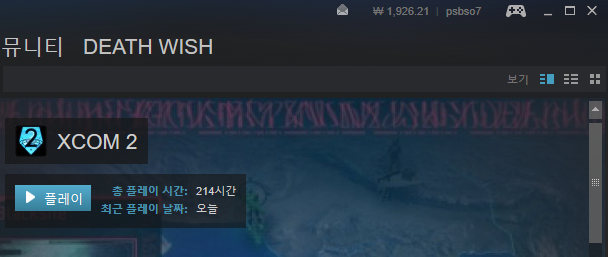 ₩ 1,926.21 psbso7
뮤니티 DEATH WISH
보기
2 XCOM 2
플레이 총 플레이 시간: 214시간
최근 플레이 날짜: 오늘